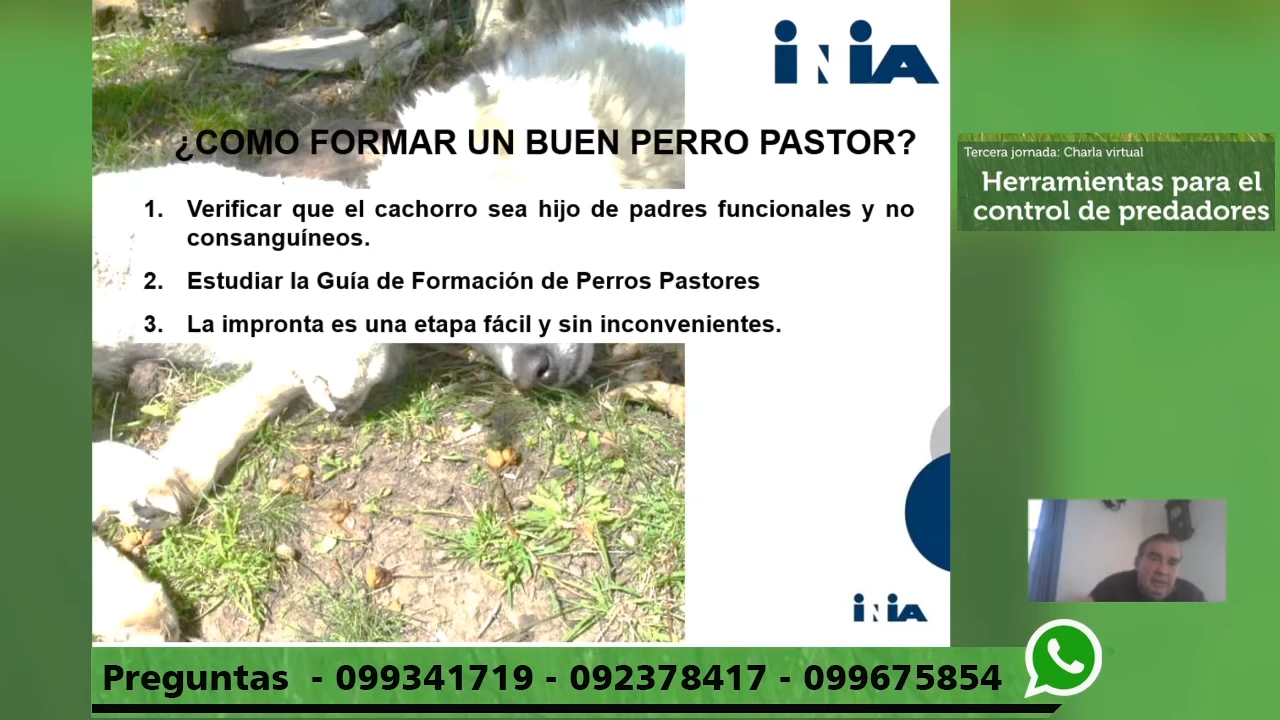 INIA
¿COMO FORMAR UN BUEN PERRO PASTOR?
1. Verificar que el cachorro sea hijo de padres funcionales y no
consanguíneos.
2. Estudiar la Guía de Formación de Perros Pastores
3. La impronta es una etapa fácil y sin inconvenientes.
INIA
Tercera jornada: Charla virtual
Herramientas para el
control de predadores
Preguntas - 099341719 - 092378417 - 099675854